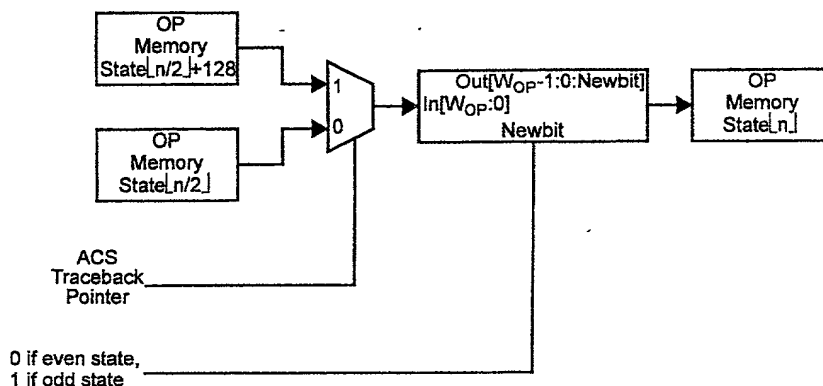 OP
Memory
State⌊n/2⌋+128
OP
Memory
State⌊n/2⌋
1
0
Out[W_OP-1:0:Newbit]
In[W_OP:0]
Newbit
OP
Memory
State⌊n⌋
ACS
Traceback
Pointer
0 if even state,
1 if odd state